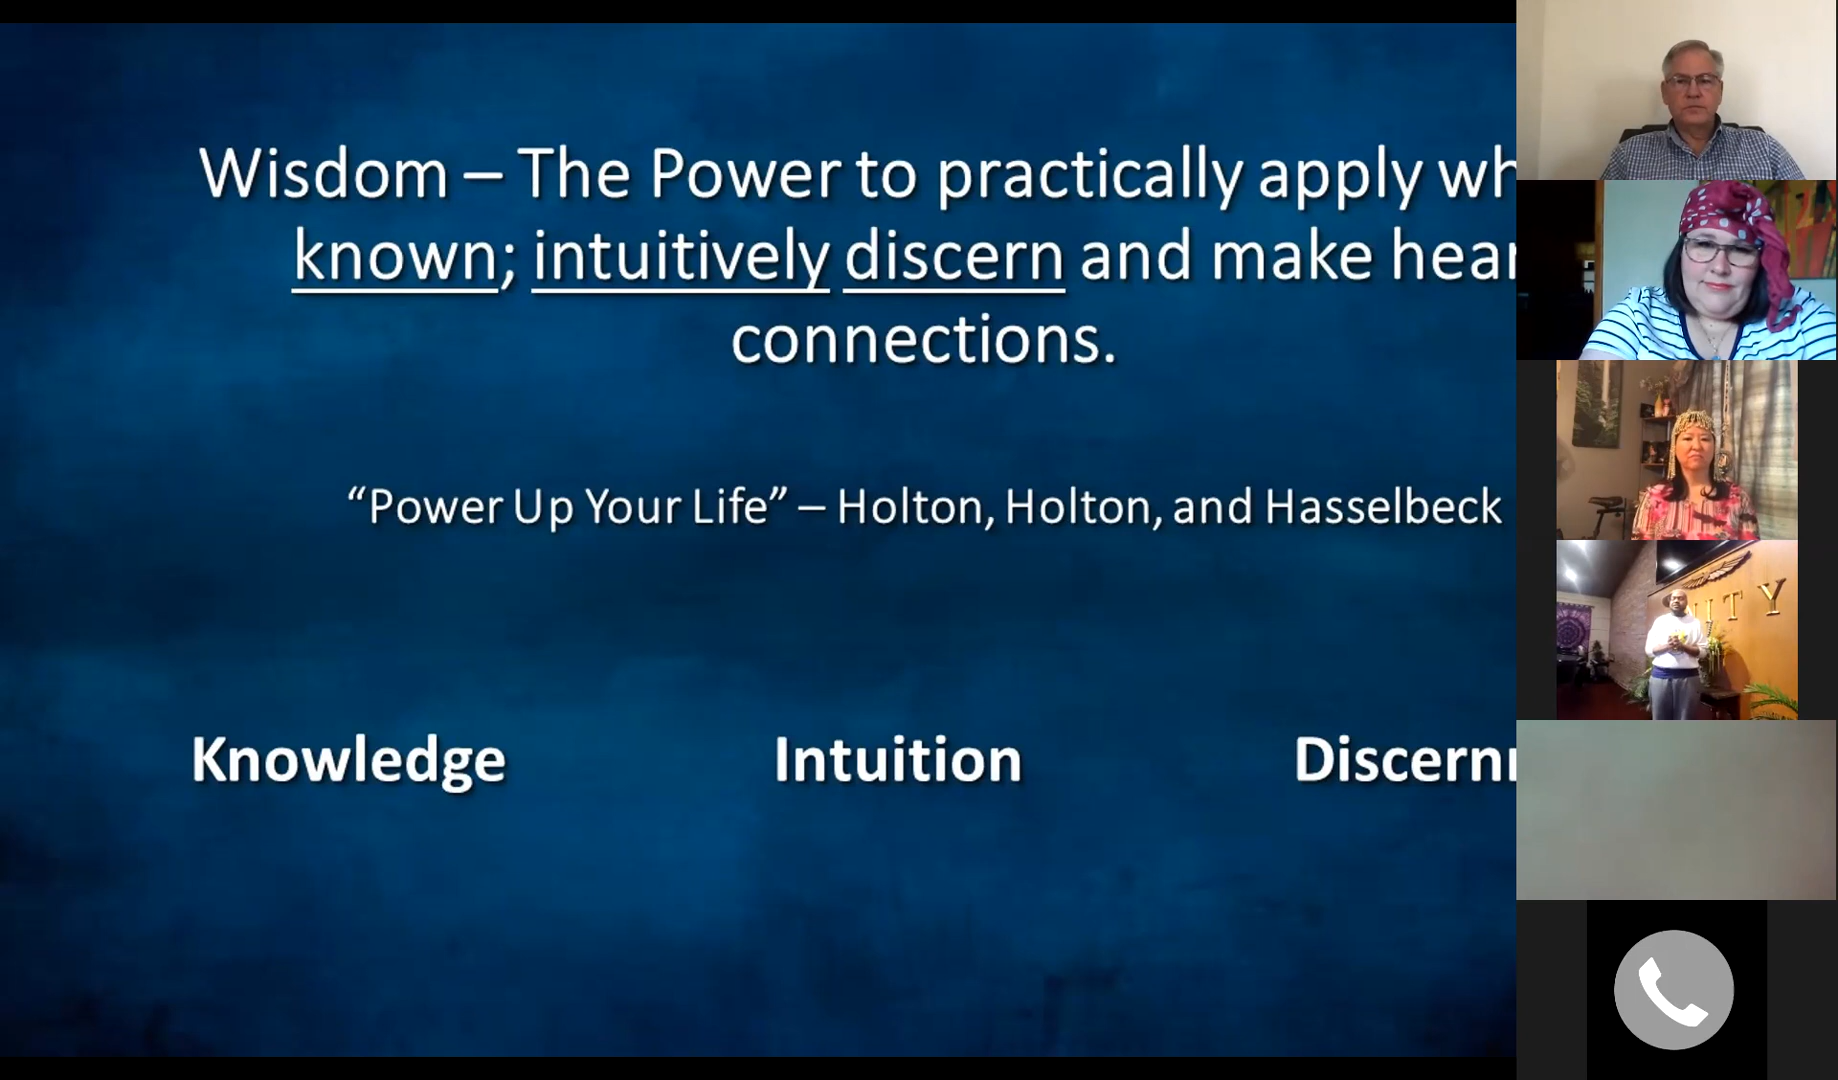 Wisdom – The Power to practically apply wh
known; intuitively discern and make hear
connections.
“Power Up Your Life” – Holton, Holton, and Hasselbeck
Knowledge Intuition Discern
ITY